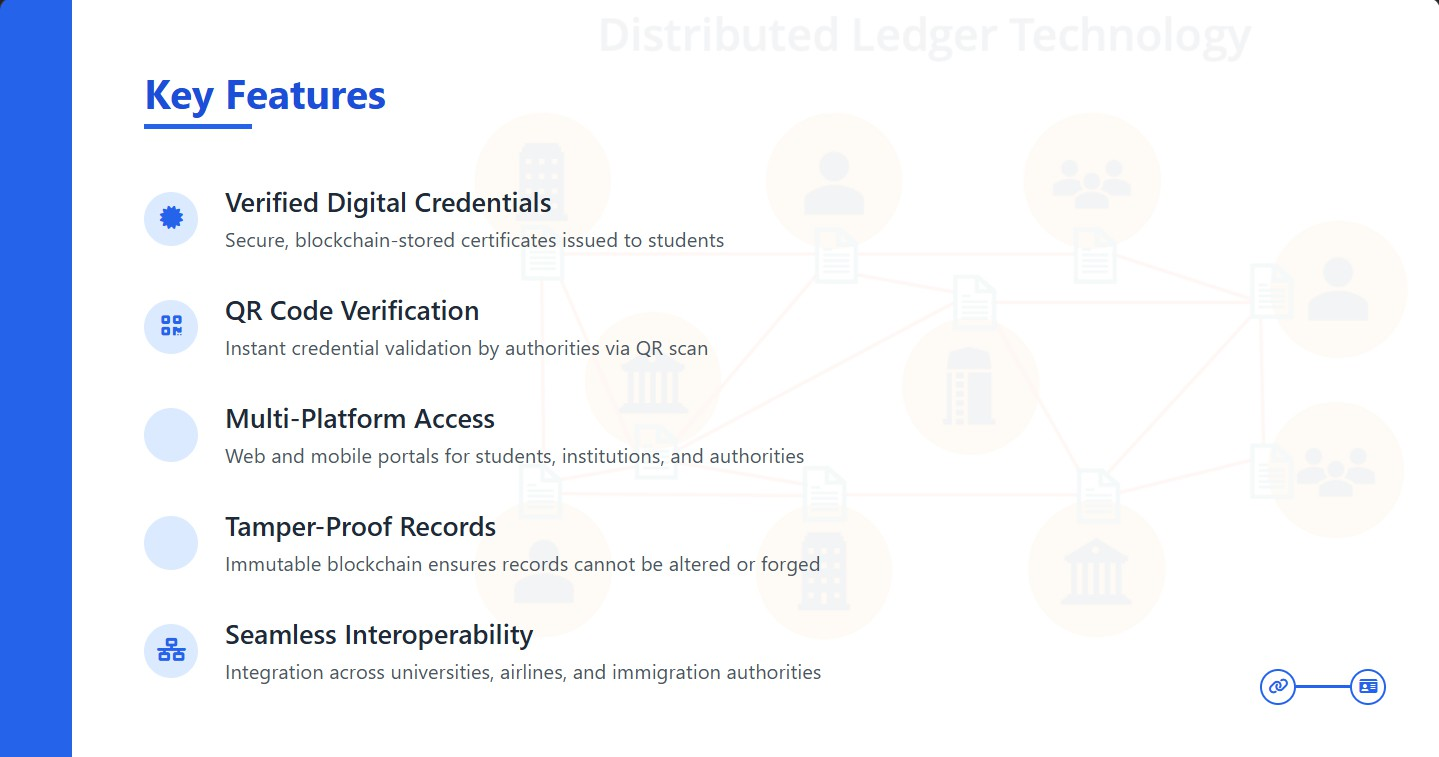 Distributed Ledger Technology
Key Features
Verified Digital Credentials
Secure, blockchain-stored certificates issued to students
QR Code Verification
Instant credential validation by authorities via QR scan
Multi-Platform Access
Web and mobile portals for students, institutions, and authorities
Tamper-Proof Records
Immutable blockchain ensures records cannot be altered or forged
Seamless Interoperability
Integration across universities, airlines, and immigration authorities